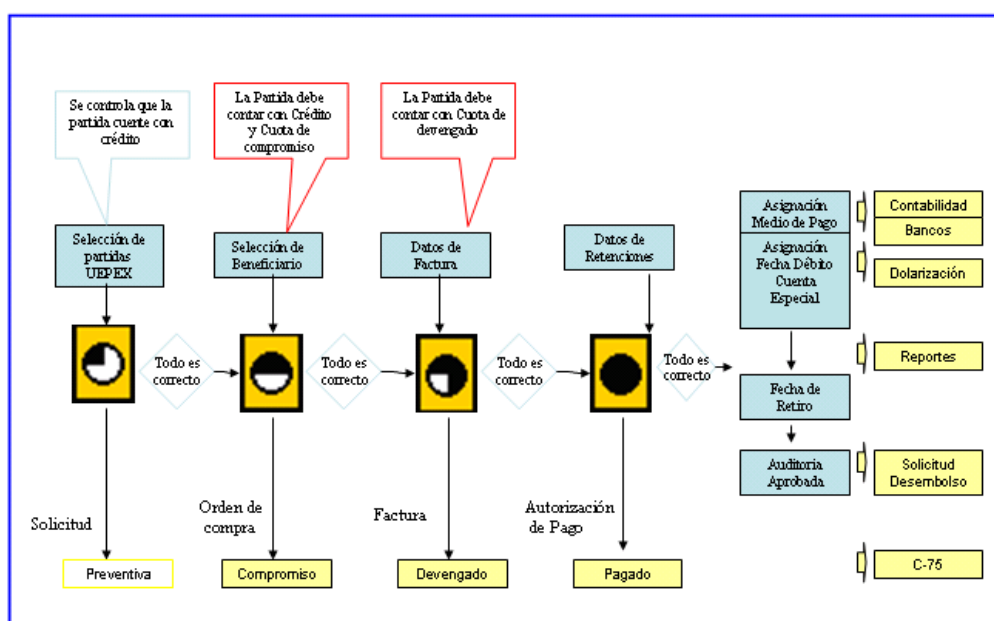 Se controla que la
partida cuente con
crédito
La Partida debe
contar con Crédito
y Cuota de
compromiso
La Partida debe
contar con Cuota de
devengado
Selección de
partidas
UEPEX
Selección de
Beneficiario
Datos de
Factura
Datos de
Retenciones
Asignación
Medio de Pago
Asignación
Fecha Débito
Cuenta
Especial
Contabilidad
Bancos
Dolarización
Todo es
correcto
Todo es
correcto
Todo es
correcto
Todo es
correcto
Reportes
Fecha de
Retiro
Auditoria
Aprobada
Solicitud
Desembolso
Solicitud
Orden de
compra
Factura
Autorización
de Pago
Preventiva
Compromiso
Devengado
Pagado
C-75